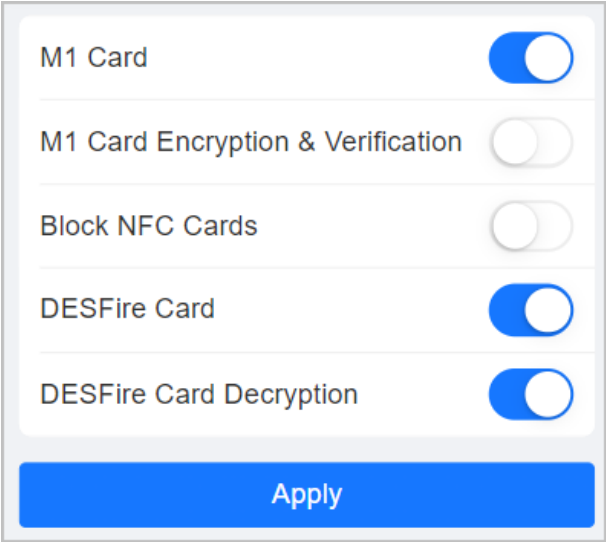 M1 Card
M1 Card Encryption & Verification
Block NFC Cards
DESFire Card
DESFire Card Decryption
Apply